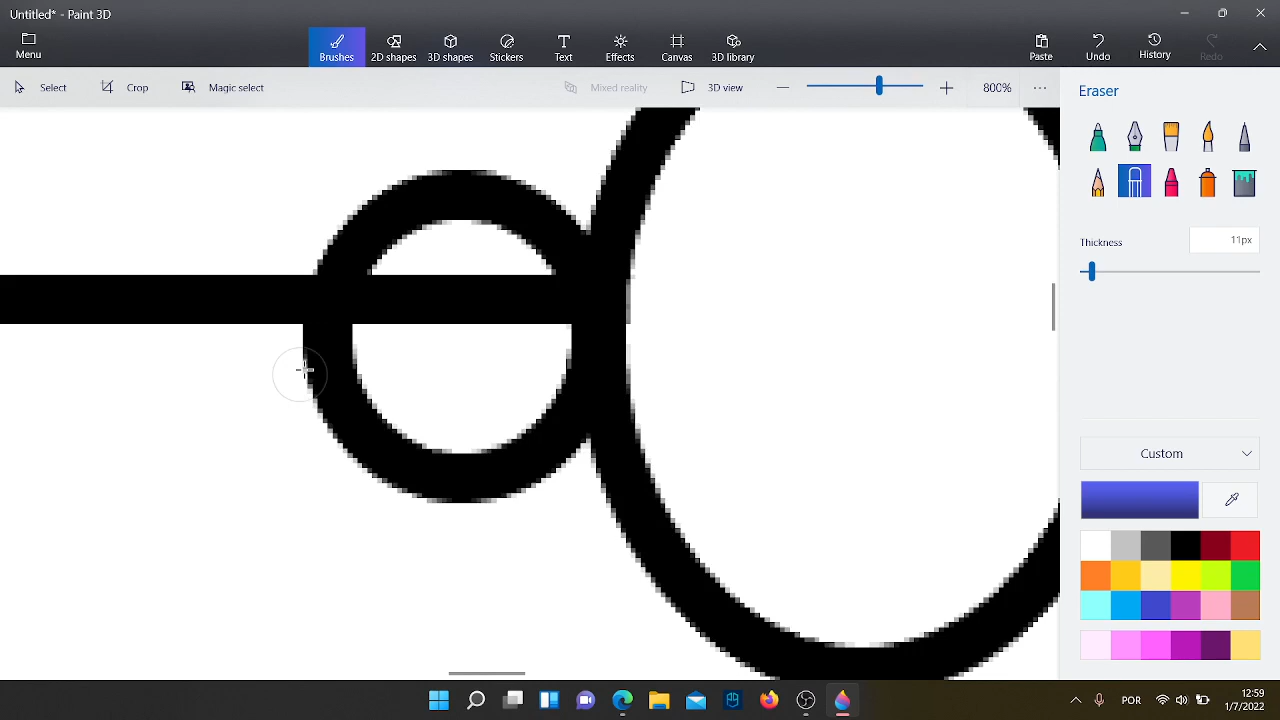 Untitled* - Paint 3D
Menu
Brushes
2D shapes
3D shapes
Stickers
Text
Effects
Canvas
3D library
Paste
Undo
History
Redo
Select
Crop
Magic select
Mixed reality
3D view
800%
Eraser
Thickness
11px
Custom
POR
12:59
1/7/2022